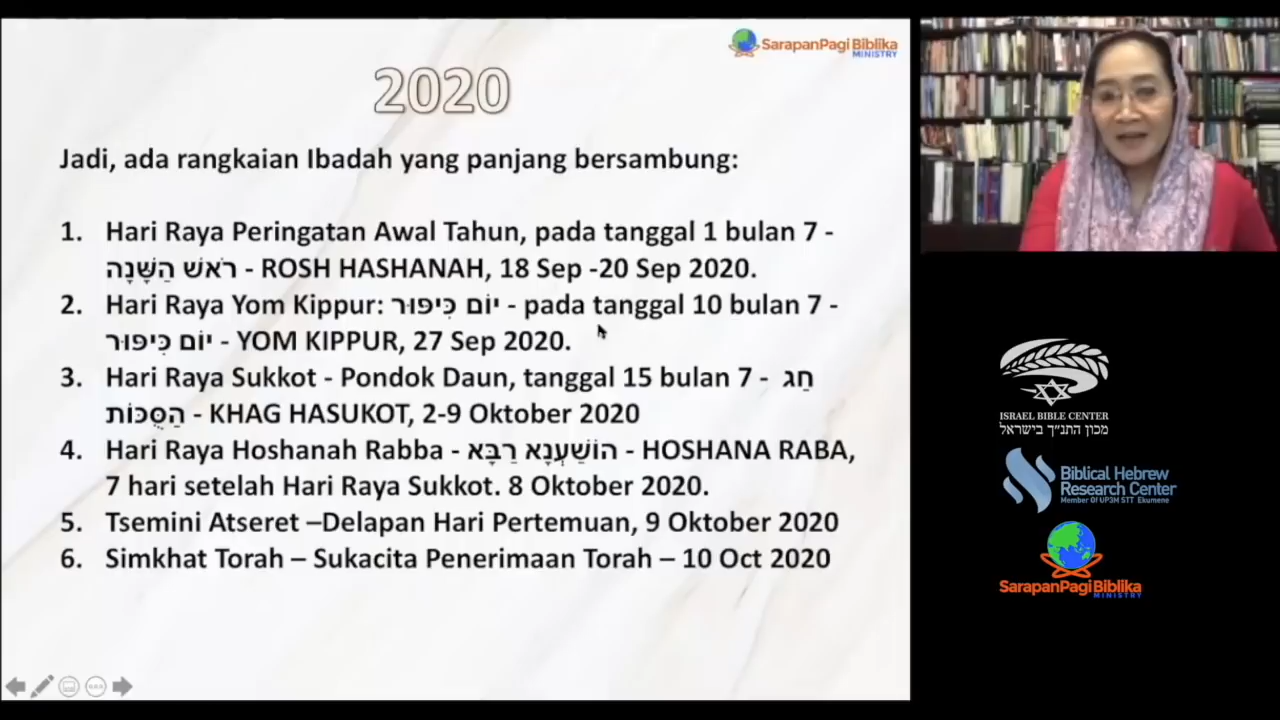 SarapanPagi Biblika
MINISTRY
2020
Jadi, ada rangkaian Ibadah yang panjang bersambung:
1. Hari Raya Peringatan Awal Tahun, pada tanggal 1 bulan 7 -
רֹאשׁ הַשָּׁנָה - ROSH HASHANAH, 18 Sep -20 Sep 2020.
2. Hari Raya Yom Kippur: יוֹם כִּיפּוּר - pada tanggal 10 bulan 7 -
יוֹם כִּיפּוּר - YOM KIPPUR, 27 Sep 2020.
3. Hari Raya Sukkot - Pondok Daun, tanggal 15 bulan 7 - חַג
הַסֻּכּוֹת - KHAG HASUKOT, 2-9 Oktober 2020
4. Hari Raya Hoshanah Rabba - הוֹשַׁעְנָא רַבָּא - HOSHANA RABA,
7 hari setelah Hari Raya Sukkot. 8 Oktober 2020.
5. Tsemini Atseret –Delapan Hari Pertemuan, 9 Oktober 2020
6. Simkhat Torah – Sukacita Penerimaan Torah – 10 Oct 2020
ISRAEL BIBLE CENTER
מכון התנ״ך בישראל
Biblical Hebrew
Research Center
Member Of UP3M STT Ekumene
SarapanPagi Biblika
MINISTRY